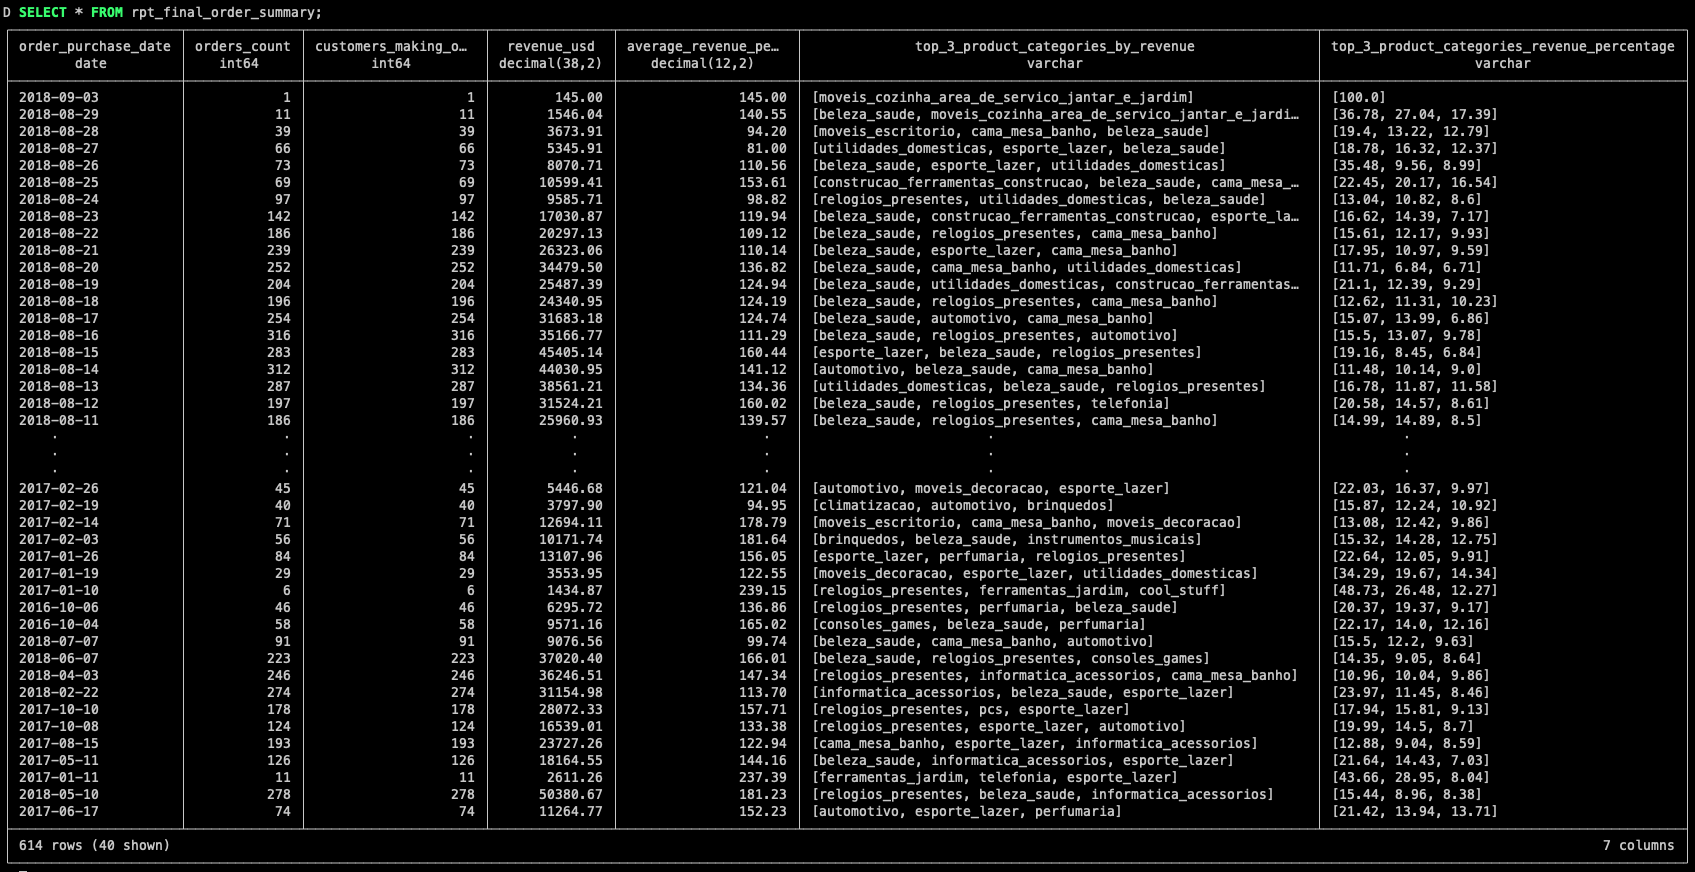 D SELECT * FROM rpt_final_order_summary;
order_purchase_date orders_count customers_making_o… revenue_usd average_revenue_pe… top_3_product_categories_by_revenue top_3_product_categories_revenue_percentage
date int64 int64 decimal(38,2) decimal(12,2) varchar varchar
2018-09-03 1 1 145.00 145.00 [moveis_cozinha_area_de_servico_jantar_e_jardim] [100.0]
2018-08-29 11 11 1546.04 140.55 [beleza_saude, moveis_cozinha_area_de_servico_jantar_e_jardi… [36.78, 27.04, 17.39]
2018-08-28 39 39 3673.91 94.20 [moveis_escritorio, cama_mesa_banho, beleza_saude] [19.4, 13.22, 12.79]
2018-08-27 66 66 5345.91 81.00 [utilidades_domesticas, esporte_lazer, beleza_saude] [18.78, 16.32, 12.37]
2018-08-26 73 73 8070.71 110.56 [beleza_saude, esporte_lazer, utilidades_domesticas] [35.48, 9.56, 8.99]
2018-08-25 69 69 10599.41 153.61 [construcao_ferramentas_construcao, beleza_saude, cama_mesa_… [22.45, 20.17, 16.54]
2018-08-24 97 97 9585.71 98.82 [relogios_presentes, utilidades_domesticas, beleza_saude] [13.04, 10.82, 8.6]
2018-08-23 142 142 17030.87 119.94 [beleza_saude, construcao_ferramentas_construcao, esporte_la… [16.62, 14.39, 7.17]
2018-08-22 186 186 20297.13 109.12 [beleza_saude, relogios_presentes, cama_mesa_banho] [15.61, 12.17, 9.93]
2018-08-21 239 239 26323.06 110.14 [beleza_saude, esporte_lazer, cama_mesa_banho] [17.95, 10.97, 9.59]
2018-08-20 252 252 34479.50 136.82 [beleza_saude, cama_mesa_banho, utilidades_domesticas] [11.71, 6.84, 6.71]
2018-08-19 204 204 25487.39 124.94 [beleza_saude, utilidades_domesticas, construcao_ferramentas… [21.1, 12.39, 9.29]
2018-08-18 196 196 24340.95 124.19 [beleza_saude, relogios_presentes, cama_mesa_banho] [12.62, 11.31, 10.23]
2018-08-17 254 254 31683.18 124.74 [beleza_saude, automotivo, cama_mesa_banho] [15.07, 13.99, 6.86]
2018-08-16 316 316 35166.77 111.29 [beleza_saude, relogios_presentes, automotivo] [15.5, 13.07, 9.78]
2018-08-15 283 283 45405.14 160.44 [esporte_lazer, beleza_saude, relogios_presentes] [19.16, 8.45, 6.84]
2018-08-14 312 312 44030.95 141.12 [automotivo, beleza_saude, cama_mesa_banho] [11.48, 10.14, 9.0]
2018-08-13 287 287 38561.21 134.36 [utilidades_domesticas, beleza_saude, relogios_presentes] [16.78, 11.87, 11.58]
2018-08-12 197 197 31524.21 160.02 [beleza_saude, relogios_presentes, telefonia] [20.58, 14.57, 8.61]
2018-08-11 186 186 25960.93 139.57 [beleza_saude, relogios_presentes, cama_mesa_banho] [14.99, 14.89, 8.5]
. . . . . . .
. . . . . . .
. . . . . . .
2017-02-26 45 45 5446.68 121.04 [automotivo, moveis_decoracao, esporte_lazer] [22.03, 16.37, 9.97]
2017-02-19 40 40 3797.90 94.95 [climatizacao, automotivo, brinquedos] [15.87, 12.24, 10.92]
2017-02-14 71 71 12694.11 178.79 [moveis_escritorio, cama_mesa_banho, moveis_decoracao] [13.08, 12.42, 9.86]
2017-02-03 56 56 10171.74 181.64 [brinquedos, beleza_saude, instrumentos_musicais] [15.32, 14.28, 12.75]
2017-01-26 84 84 13107.96 156.05 [esporte_lazer, perfumaria, relogios_presentes] [22.64, 12.05, 9.91]
2017-01-19 29 29 3553.95 122.55 [moveis_decoracao, esporte_lazer, utilidades_domesticas] [34.29, 19.67, 14.34]
2017-01-10 6 6 1434.87 239.15 [relogios_presentes, ferramentas_jardim, cool_stuff] [48.73, 26.48, 12.27]
2016-10-06 46 46 6295.72 136.86 [relogios_presentes, perfumaria, beleza_saude] [20.37, 19.37, 9.17]
2016-10-04 58 58 9571.16 165.02 [consoles_games, beleza_saude, perfumaria] [22.17, 14.0, 12.16]
2018-07-07 91 91 9076.56 99.74 [beleza_saude, cama_mesa_banho, automotivo] [15.5, 12.2, 9.63]
2018-06-07 223 223 37020.40 166.01 [beleza_saude, relogios_presentes, consoles_games] [14.35, 9.05, 8.64]
2018-04-03 246 246 36246.51 147.34 [relogios_presentes, informatica_acessorios, cama_mesa_banho] [10.96, 10.04, 9.86]
2018-02-22 274 274 31154.98 113.70 [informatica_acessorios, beleza_saude, esporte_lazer] [23.97, 11.45, 8.46]
2017-10-10 178 178 28072.33 157.71 [relogios_presentes, pcs, esporte_lazer] [17.94, 15.81, 9.13]
2017-10-08 124 124 16539.01 133.38 [relogios_presentes, esporte_lazer, automotivo] [19.99, 14.5, 8.7]
2017-08-15 193 193 23727.26 122.94 [cama_mesa_banho, esporte_lazer, informatica_acessorios] [12.88, 9.04, 8.59]
2017-05-11 126 126 18164.55 144.16 [beleza_saude, informatica_acessorios, esporte_lazer] [21.64, 14.43, 7.03]
2017-01-11 11 11 2611.26 237.39 [ferramentas_jardim, telefonia, esporte_lazer] [43.66, 28.95, 8.04]
2018-05-10 278 278 50380.67 181.23 [relogios_presentes, beleza_saude, informatica_acessorios] [15.44, 8.96, 8.38]
2017-06-17 74 74 11264.77 152.23 [automotivo, esporte_lazer, perfumaria] [21.42, 13.94, 13.71]
614 rows (40 shown) 7 columns